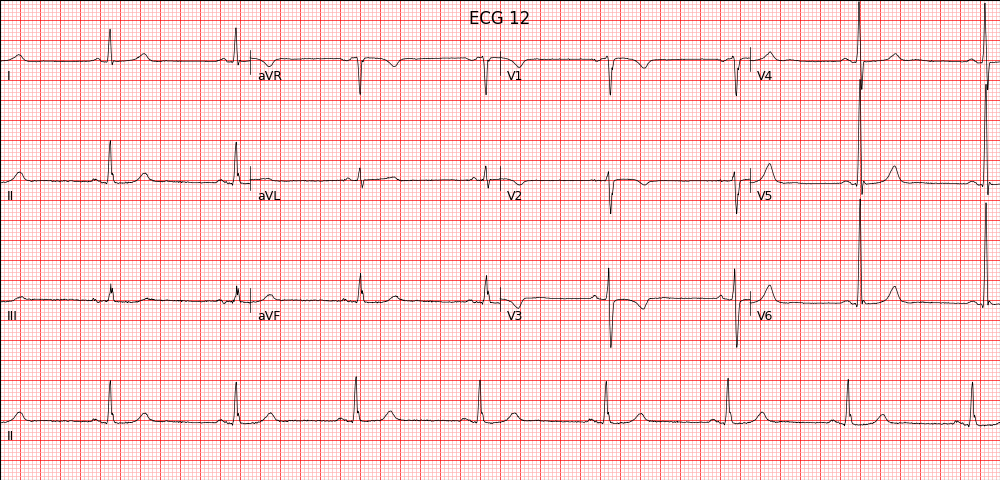 ECG 12
I aVR V1 V4
II aVL V2 V5
III aVF V3 V6
II